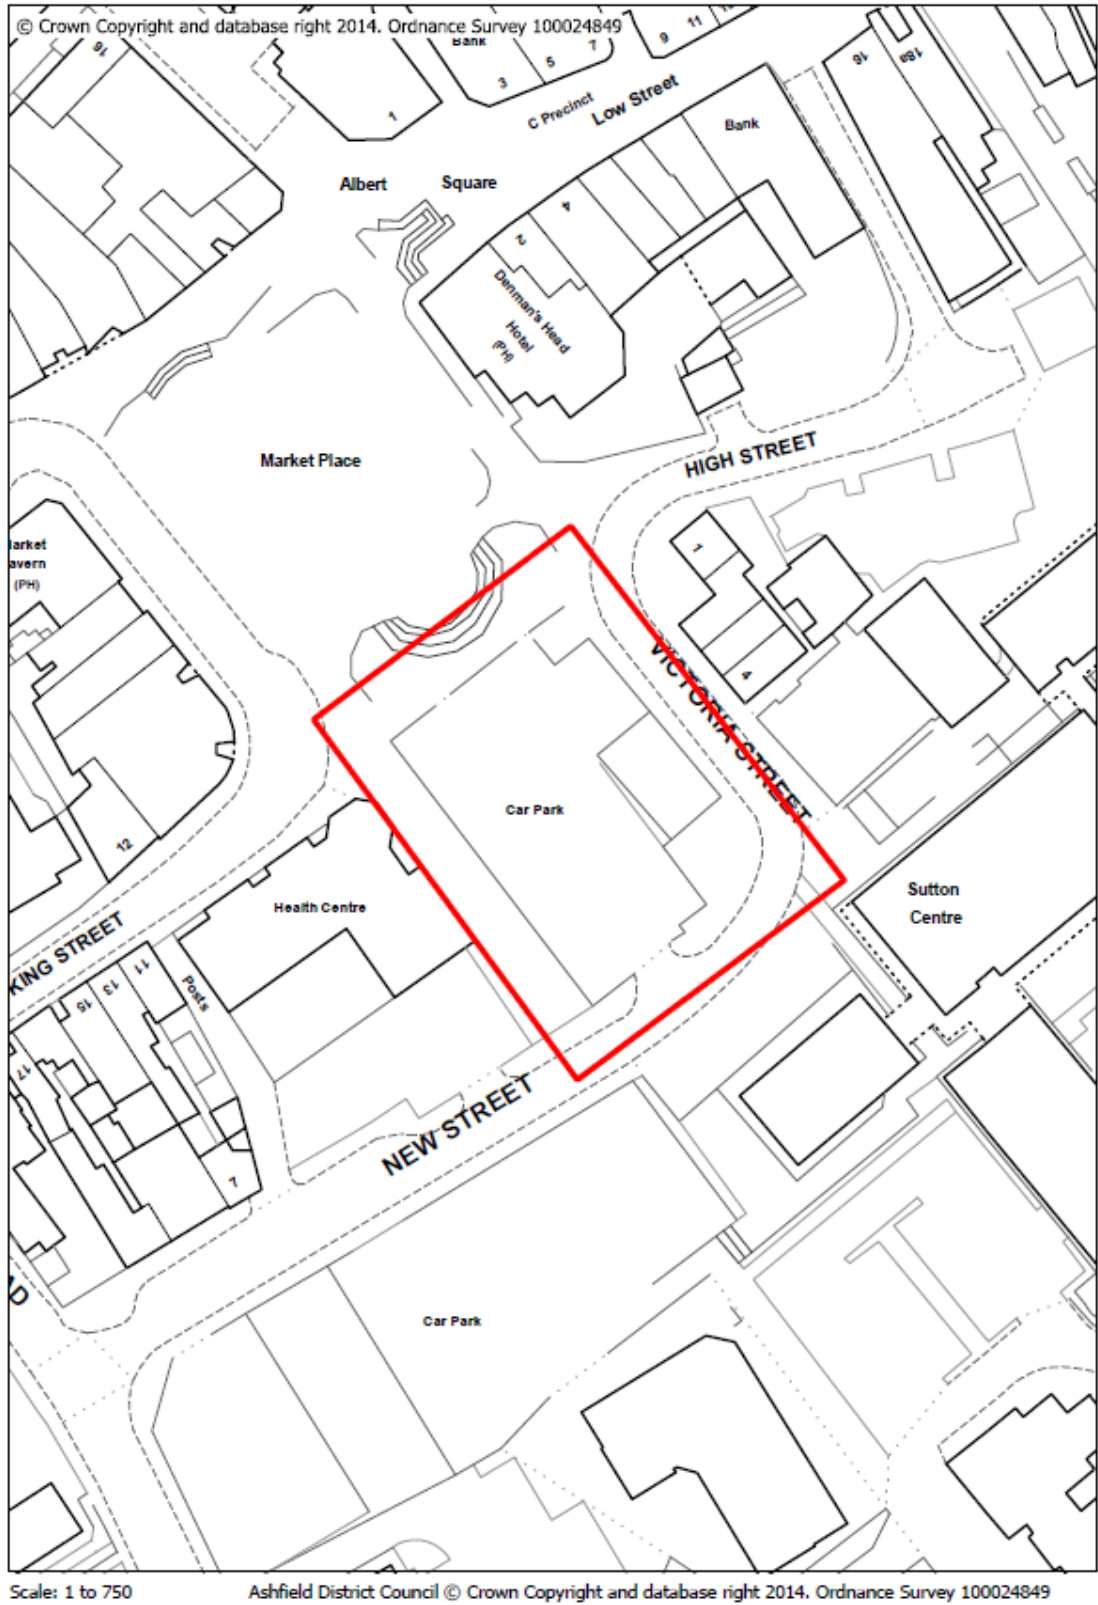 © Crown Copyright and database right 2014. Ordnance Survey 100024849
16
Bank
1
3
5
7
9
11
C Precinct
Low Street
16
18a
Bank
Albert Square
2
4
Denman's Head
Hotel
(PH)
HIGH STREET
Market Place
arket
avern
(PH)
1
4
VICTORIA STREET
Car Park
12
Health Centre
Sutton
Centre
KING STREET
11
13
15
17
Posts
7
NEW STREET
Car Park
Scale: 1 to 750
Ashfield District Council © Crown Copyright and database right 2014. Ordnance Survey 100024849